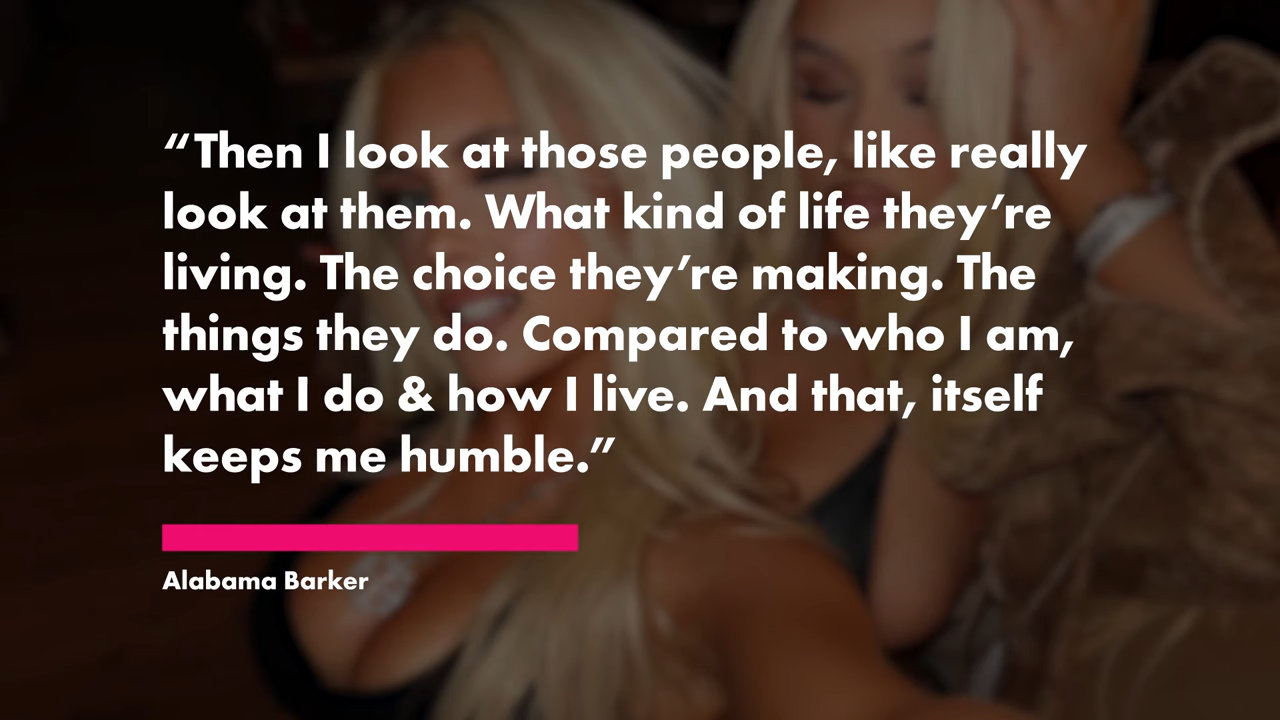 “Then I look at those people, like really
look at them. What kind of life they’re
living. The choice they’re making. The
things they do. Compared to who I am,
what I do & how I live. And that, itself
keeps me humble.”
Alabama Barker